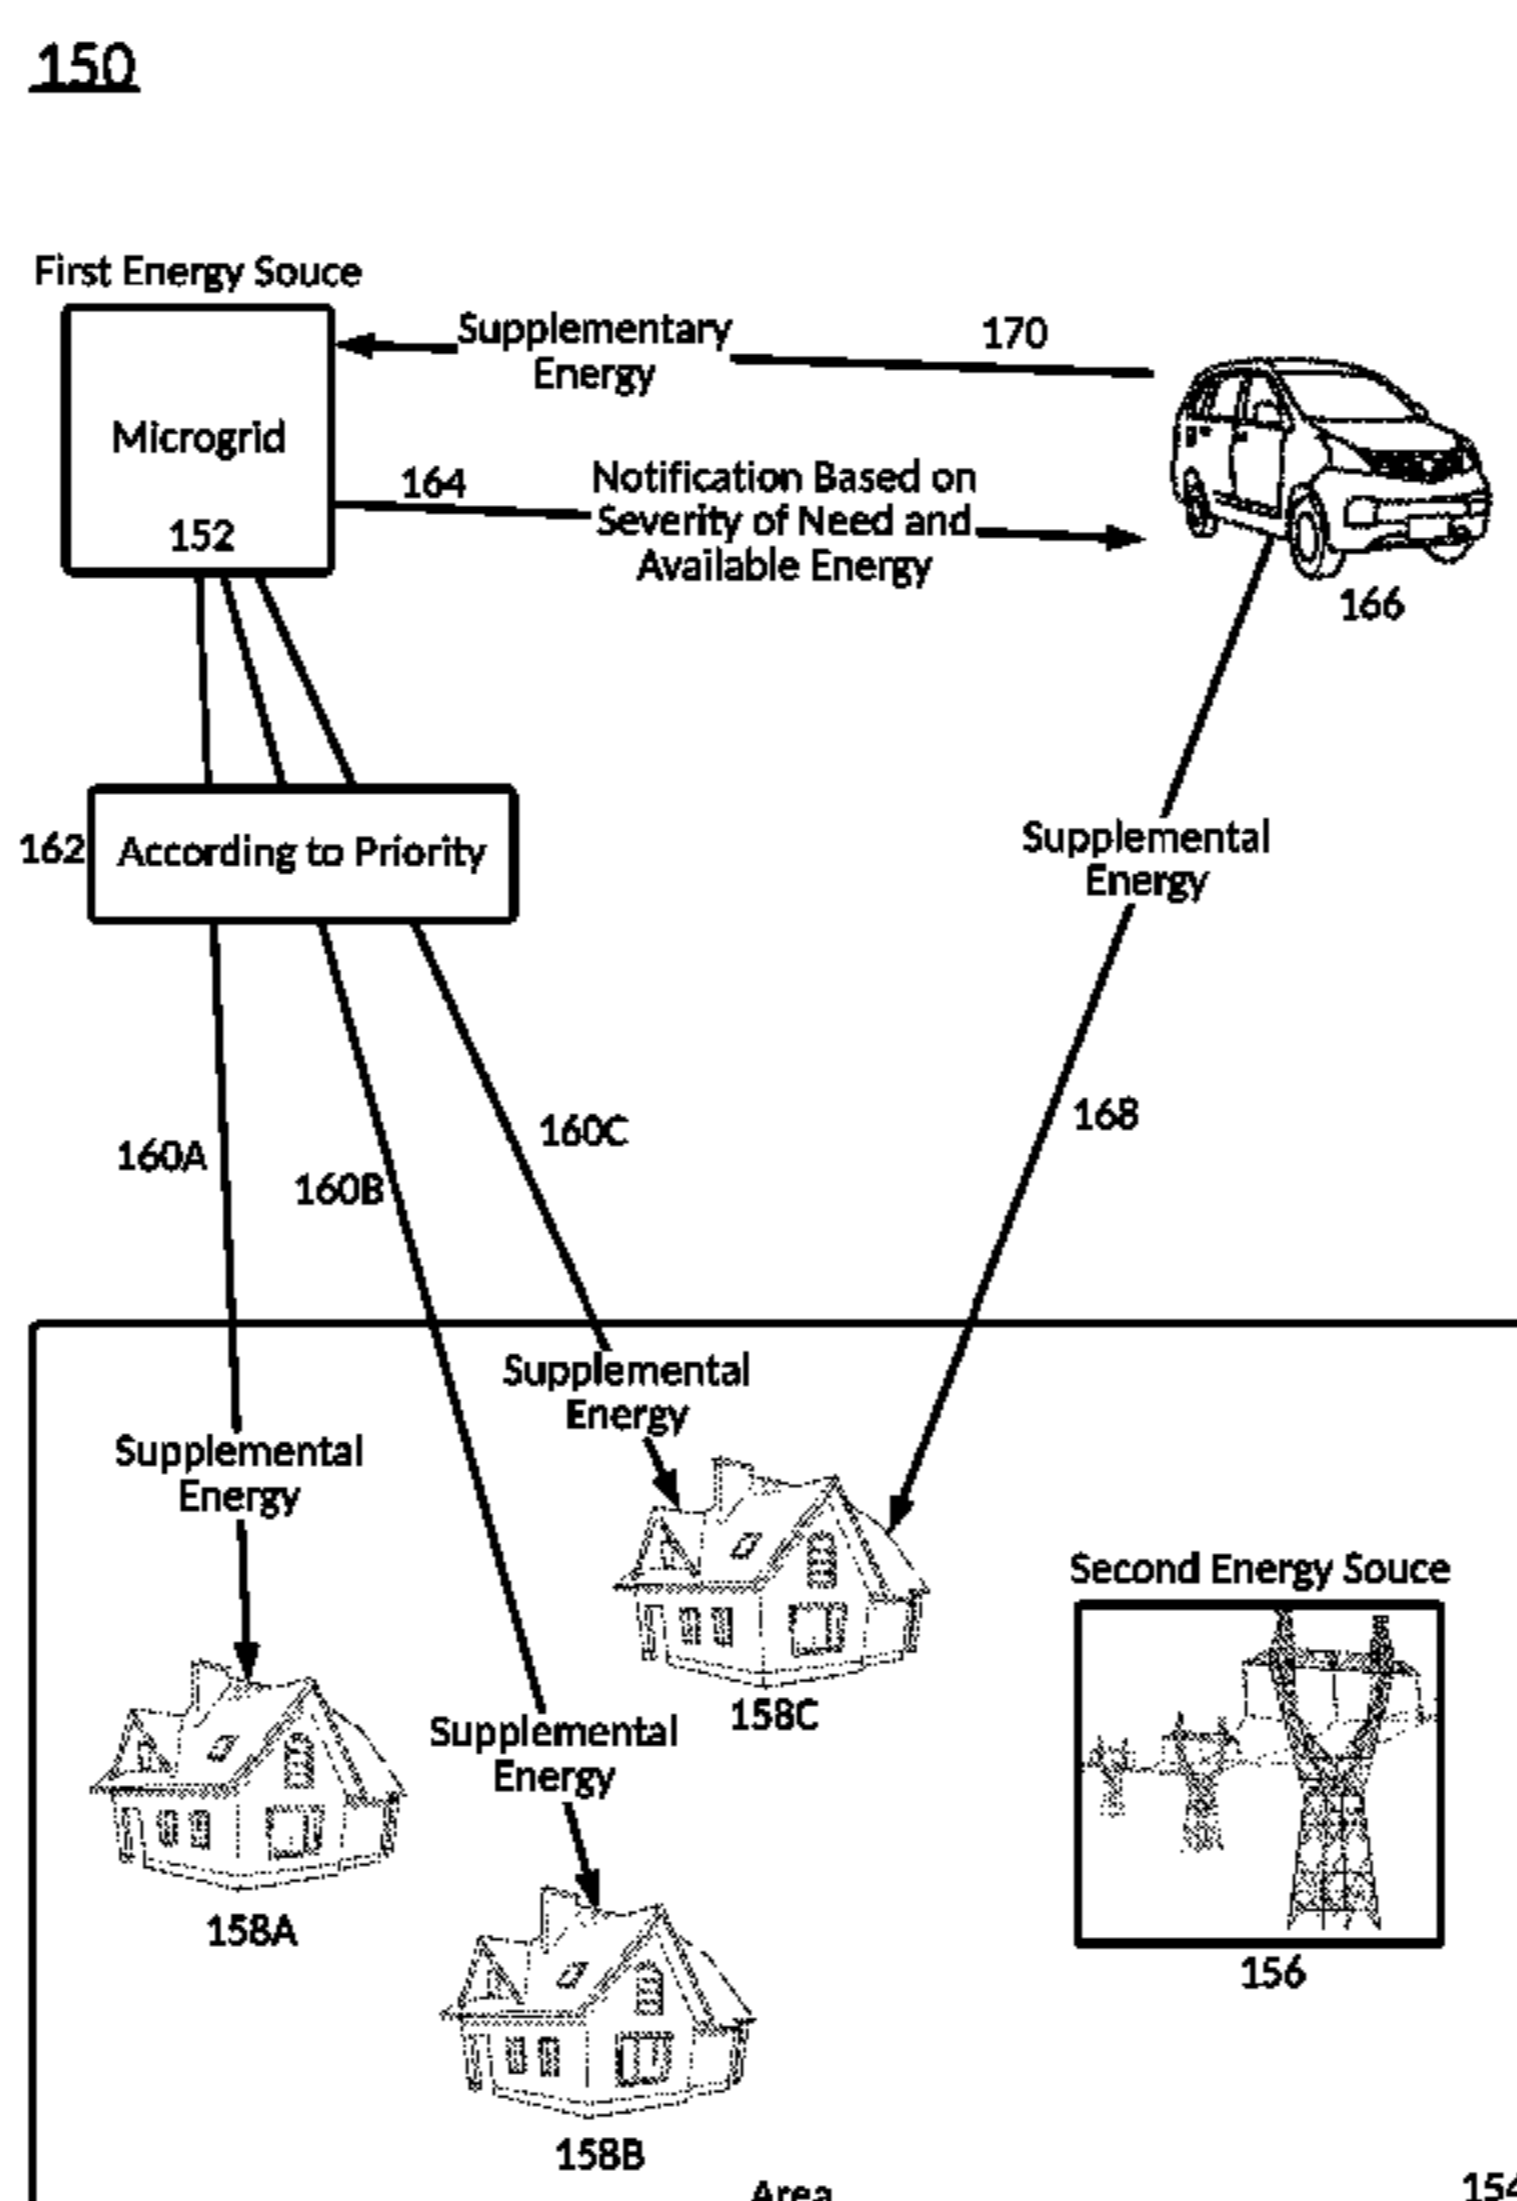 150
First Energy Souce
Supplementary
Energy
170
Microgrid
152
164
Notification Based on
Severity of Need and
Available Energy
166
162
According to Priority
Supplemental
Energy
168
160A
160B
160C
Supplemental
Energy
Supplemental
Energy
Supplemental
Energy
158C
Second Energy Souce
156
158A
158B
Area
154